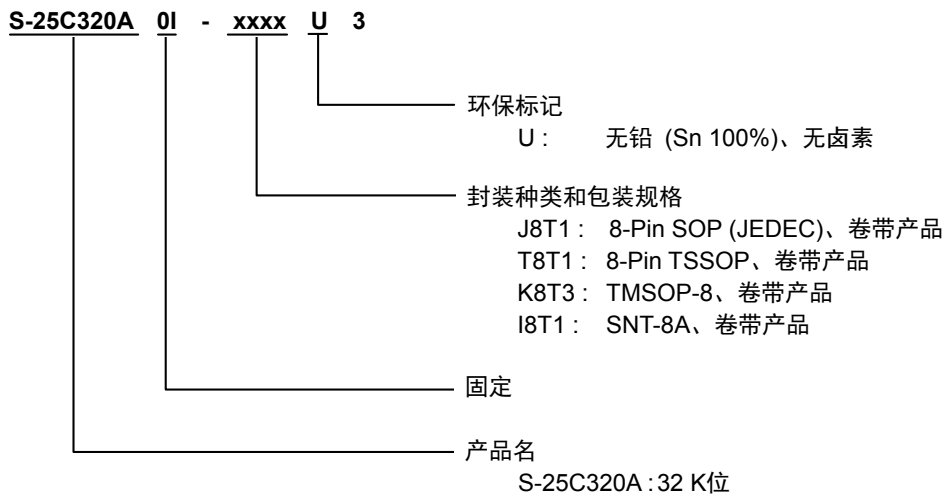 S-25C320A 0I - xxxx U 3
环保标记
U : 无铅 (Sn 100%)、无卤素
封装种类和包装规格
J8T1 : 8-Pin SOP (JEDEC)、卷带产品
T8T1 : 8-Pin TSSOP、卷带产品
K8T3 : TMSOP-8、卷带产品
I8T1 : SNT-8A、卷带产品
固定
产品名
S-25C320A : 32 K位